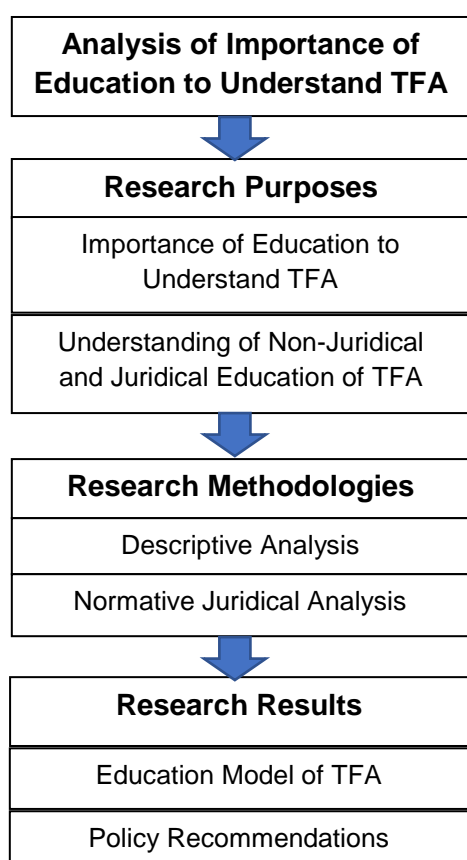 Analysis of Importance of
Education to Understand TFA
Research Purposes
Importance of Education to
Understand TFA
Understanding of Non-Juridical
and Juridical Education of TFA
Research Methodologies
Descriptive Analysis
Normative Juridical Analysis
Research Results
Education Model of TFA
Policy Recommendations